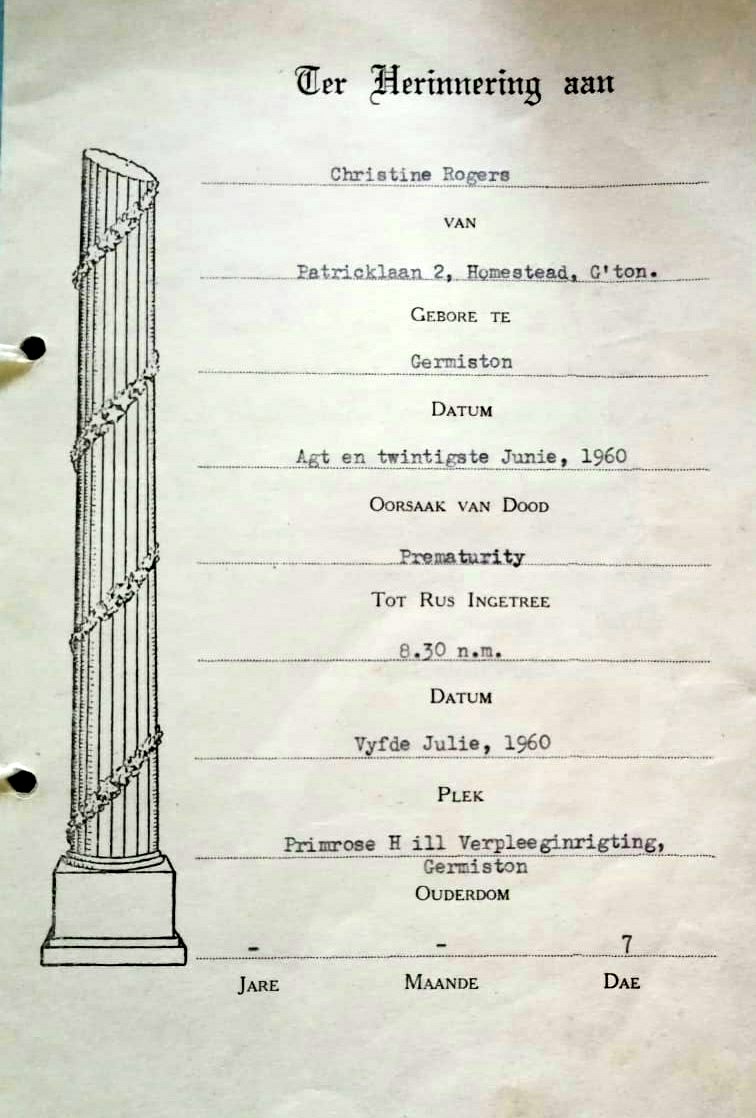 Ter Herinnering aan
Christine Rogers
VAN
Patricklaan 2, Homestead, G'ton.
GEBORE TE
Germiston
DATUM
Agt en twintigste Junie, 1960
OORSAAK VAN DOOD
Prematurity
TOT RUS INGETREE
8.30 n.m.
DATUM
Vyfde Julie, 1960
PLEK
Primrose H ill Verpleeginrigting,
Germiston
OUDERDOM
- - 7
JARE MAANDE DAE